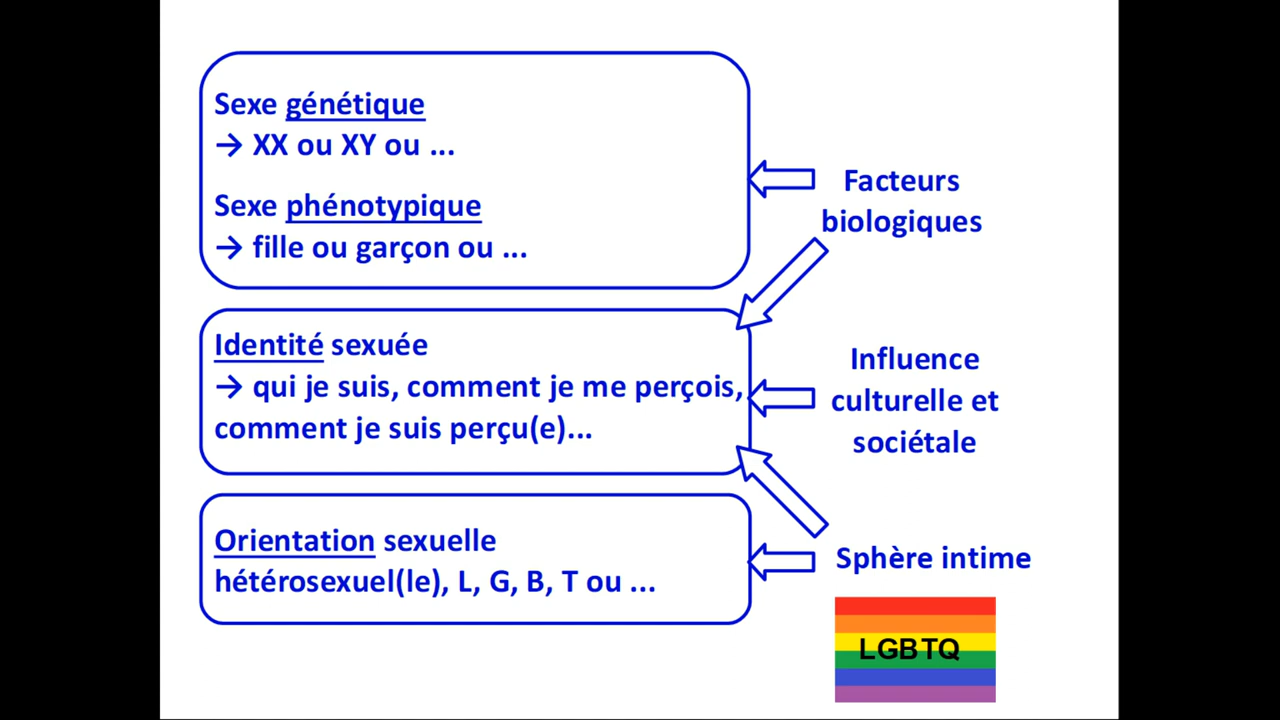 Sexe génétique
→ XX ou XY ou ...
Sexe phénotypique
→ fille ou garçon ou ...
Facteurs
biologiques
Identité sexuée
→ qui je suis, comment je me perçois,
comment je suis perçu(e)...
Influence
culturelle et
sociétale
Orientation sexuelle
hétérosexuel(le), L, G, B, T ou ...
Sphère intime
LGBTQ